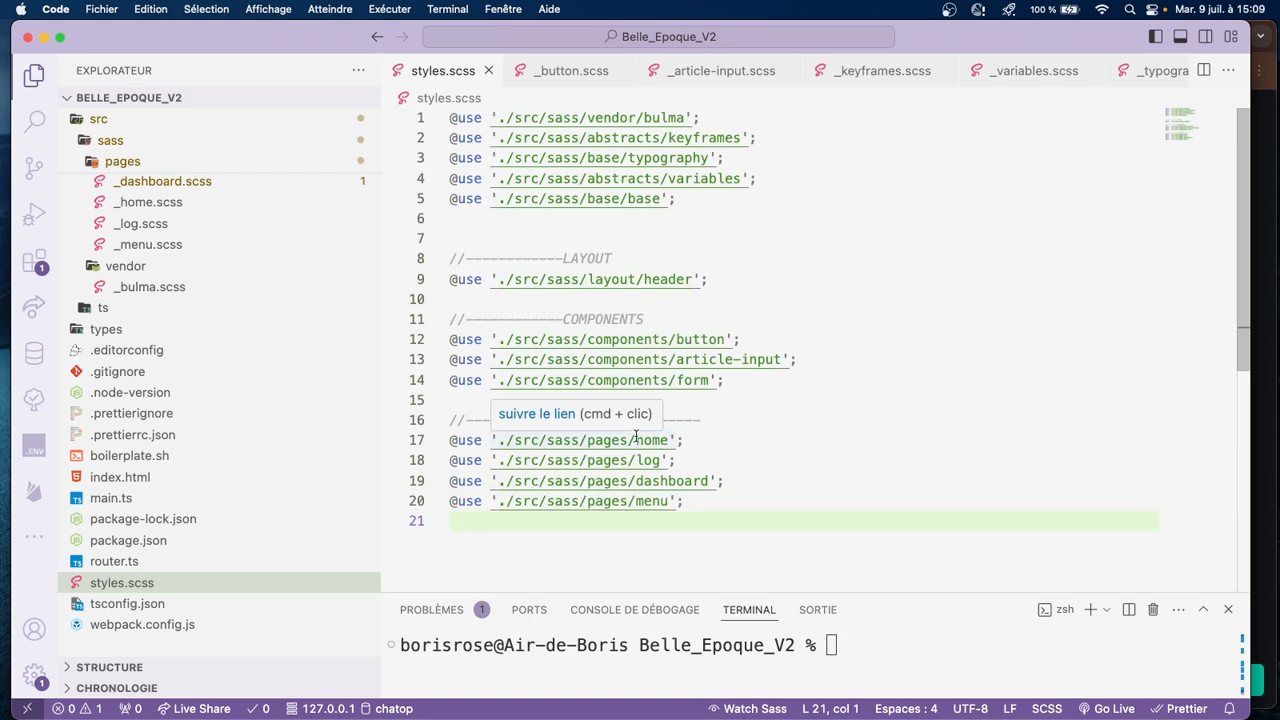 Code Fichier Edition Sélection Affichage Atteindre Exécuter Terminal Fenêtre Aide 100 % Mar. 9 juil. à 15:09
Belle_Epoque_V2
EXPLORATEUR
BELLE_EPOQUE_V2
src
sass
pages
_dashboard.scss 1
_home.scss
_log.scss
_menu.scss
vendor
_bulma.scss
ts
types
.editorconfig
.gitignore
.node-version
.prettierignore
.prettierrc.json
boilerplate.sh
index.html
main.ts
package-lock.json
package.json
router.ts
styles.scss
tsconfig.json
webpack.config.js
STRUCTURE
CHRONOLOGIE
1
.ENV
1
styles.scss _button.scss _article-input.scss _keyframes.scss _variables.scss _typogra
styles.scss
1 @use './src/sass/vendor/bulma';
2 @use './src/sass/abstracts/keyframes';
3 @use './src/sass/base/typography';
4 @use './src/sass/abstracts/variables';
5 @use './src/sass/base/base';
6
7
8 //------------LAYOUT
9 @use './src/sass/layout/header';
10
11 //------------COMPONENTS
12 @use './src/sass/components/button';
13 @use './src/sass/components/article-input';
14 @use './src/sass/components/form';
15
suivre le lien (cmd + clic)
16 //---
17 @use './src/sass/pages/home';
18 @use './src/sass/pages/log';
19 @use './src/sass/pages/dashboard';
20 @use './src/sass/pages/menu';
21
PROBLÈMES 1 PORTS CONSOLE DE DÉBOGAGE TERMINAL SORTIE zsh
borisrose@Air-de-Boris Belle_Epoque_V2 %
0 1 0 Live Share 0 127.0.0.1 chatop Watch Sass L 21, col 1 Espaces : 4 UTF-8 LF SCSS Go Live Prettier